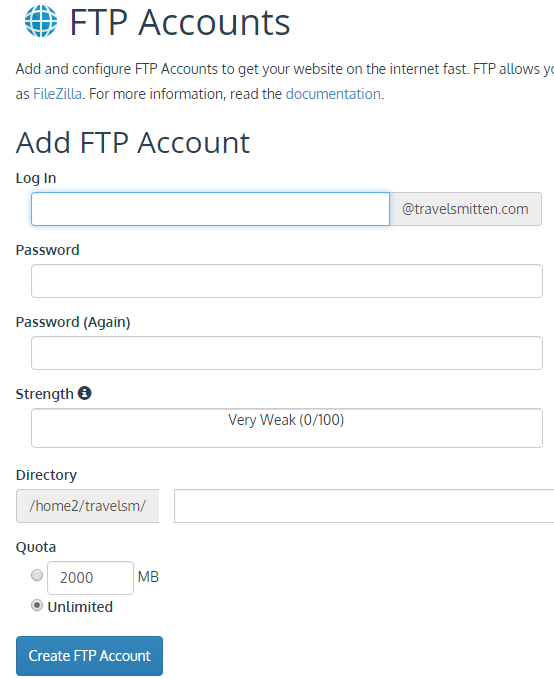 FTP Accounts
Add and configure FTP Accounts to get your website on the internet fast. FTP allows
as FileZilla. For more information, read the documentation.
Add FTP Account
Log In
@travelsmitten.com
Password
Password (Again)
Strength
Very Weak (0/100)
Directory
/home2/travelsm/
Quota
2000 MB
Unlimited
Create FTP Account